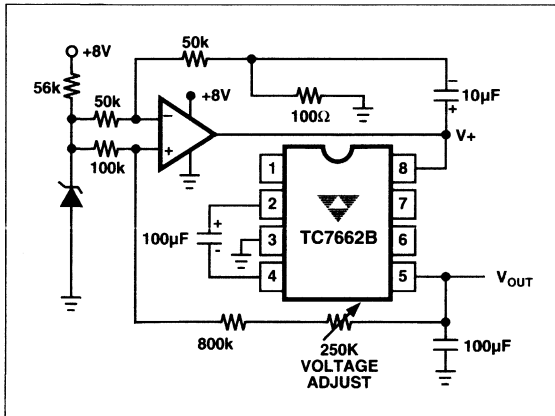 +8V
50k
56k
50k
+8V
100Ω
10µF
−
+
100k
−
+
V+
1
8
2
7
100µF
+
-
TC7662B
3
6
4
5
VOUT
800k
250K
VOLTAGE
ADJUST
100µF